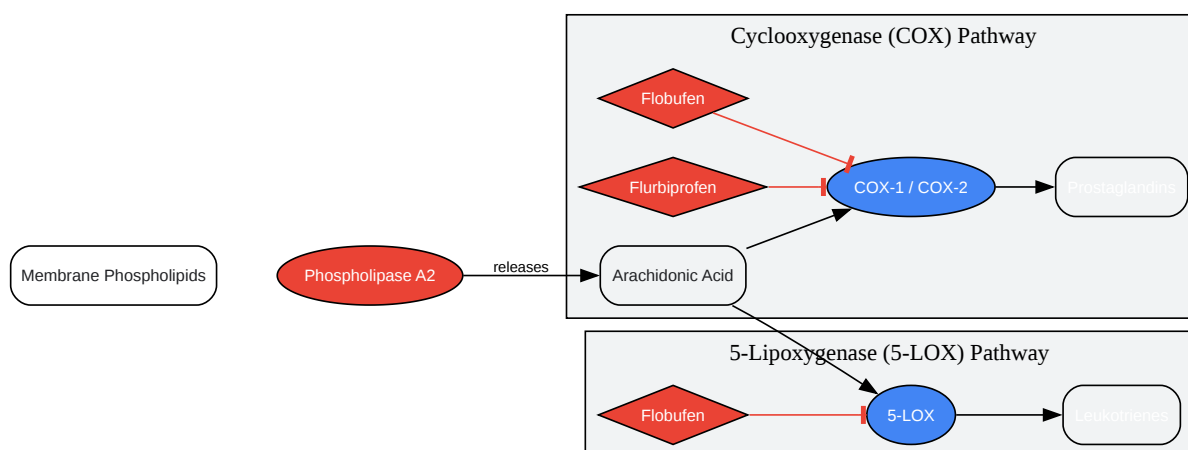 Cyclooxygenase (COX) Pathway
Flobufen
Flurbiprofen
COX-1 / COX-2
Prostaglandins
Membrane Phospholipids
Phospholipase A2
releases
Arachidonic Acid
5-Lipoxygenase (5-LOX) Pathway
Flobufen
5-LOX
Leukotrienes